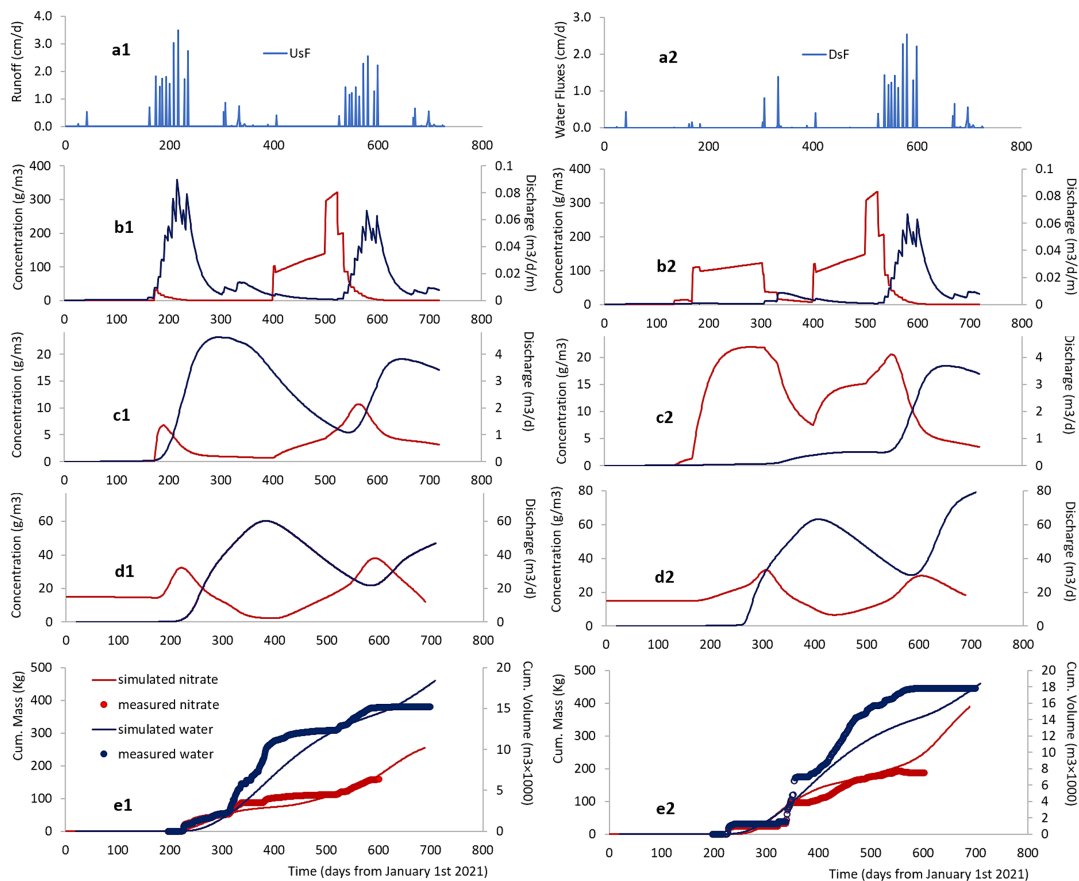 Runoff (cm/d)
4.0
3.0
2.0
1.0
0.0
a1
UsF
0 200 400 600 800
Water Fluxes (cm/d)
3.0
2.0
1.0
0.0
a2
DsF
0 200 400 600 800
Concentration (g/m3)
400
300
200
100
0
b1
0.1
0.08
0.06
0.04
0.02
0
Discharge (m3/d/m)
0 100 200 300 400 500 600 700 800
Concentration (g/m3)
400
300
200
100
0
b2
0.1
0.08
0.06
0.04
0.02
0
Discharge (m3/d/m)
0 100 200 300 400 500 600 700 800
Concentration (g/m3)
20
15
10
5
0
c1
4
3
2
1
0
Discharge (m3/d)
0 100 200 300 400 500 600 700 800
Concentration (g/m3)
20
15
10
5
0
c2
4
3
2
1
0
Discharge (m3/d)
0 100 200 300 400 500 600 700 800
Concentration (g/m3)
60
40
20
0
d1
60
40
20
0
Discharge (m3/d)
0 100 200 300 400 500 600 700 800
Concentration (g/m3)
80
60
40
20
0
d2
80
60
40
20
0
Discharge (m3/d)
0 100 200 300 400 500 600 700 800
Cum. Mass (Kg)
500
400
300
200
100
0
simulated nitrate
measured nitrate
simulated water
measured water
e1
20
15
10
5
0
Cum. Volume (m3×1000)
0 100 200 300 400 500 600 700 800
Time (days from January 1st 2021)
Cum. Mass (Kg)
500
400
300
200
100
0
e2
20
18
16
14
12
10
8
6
4
2
0
Cum. Volume (m3×1000)
0 100 200 300 400 500 600 700 800
Time (days from January 1st 2021)